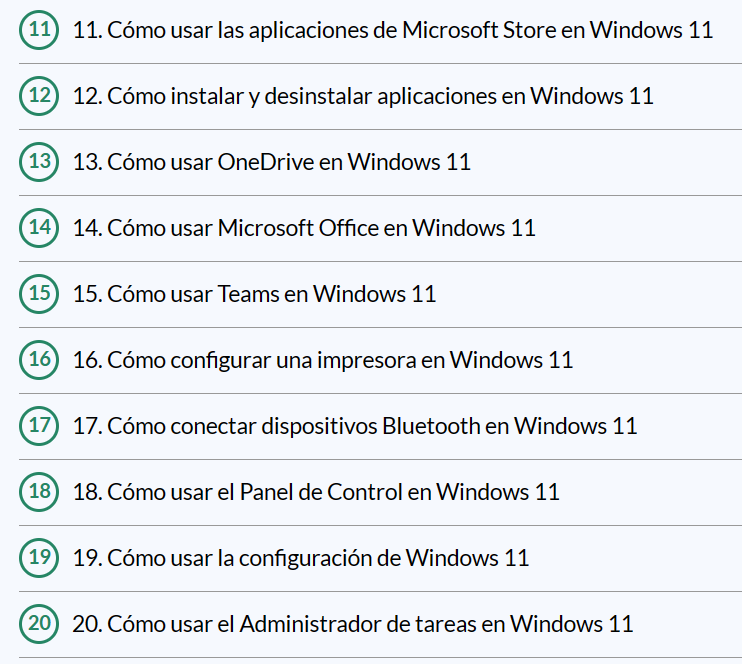 11 11. Cómo usar las aplicaciones de Microsoft Store en Windows 11
12 12. Cómo instalar y desinstalar aplicaciones en Windows 11
13 13. Cómo usar OneDrive en Windows 11
14 14. Cómo usar Microsoft Office en Windows 11
15 15. Cómo usar Teams en Windows 11
16 16. Cómo configurar una impresora en Windows 11
17 17. Cómo conectar dispositivos Bluetooth en Windows 11
18 18. Cómo usar el Panel de Control en Windows 11
19 19. Cómo usar la configuración de Windows 11
20 20. Cómo usar el Administrador de tareas en Windows 11